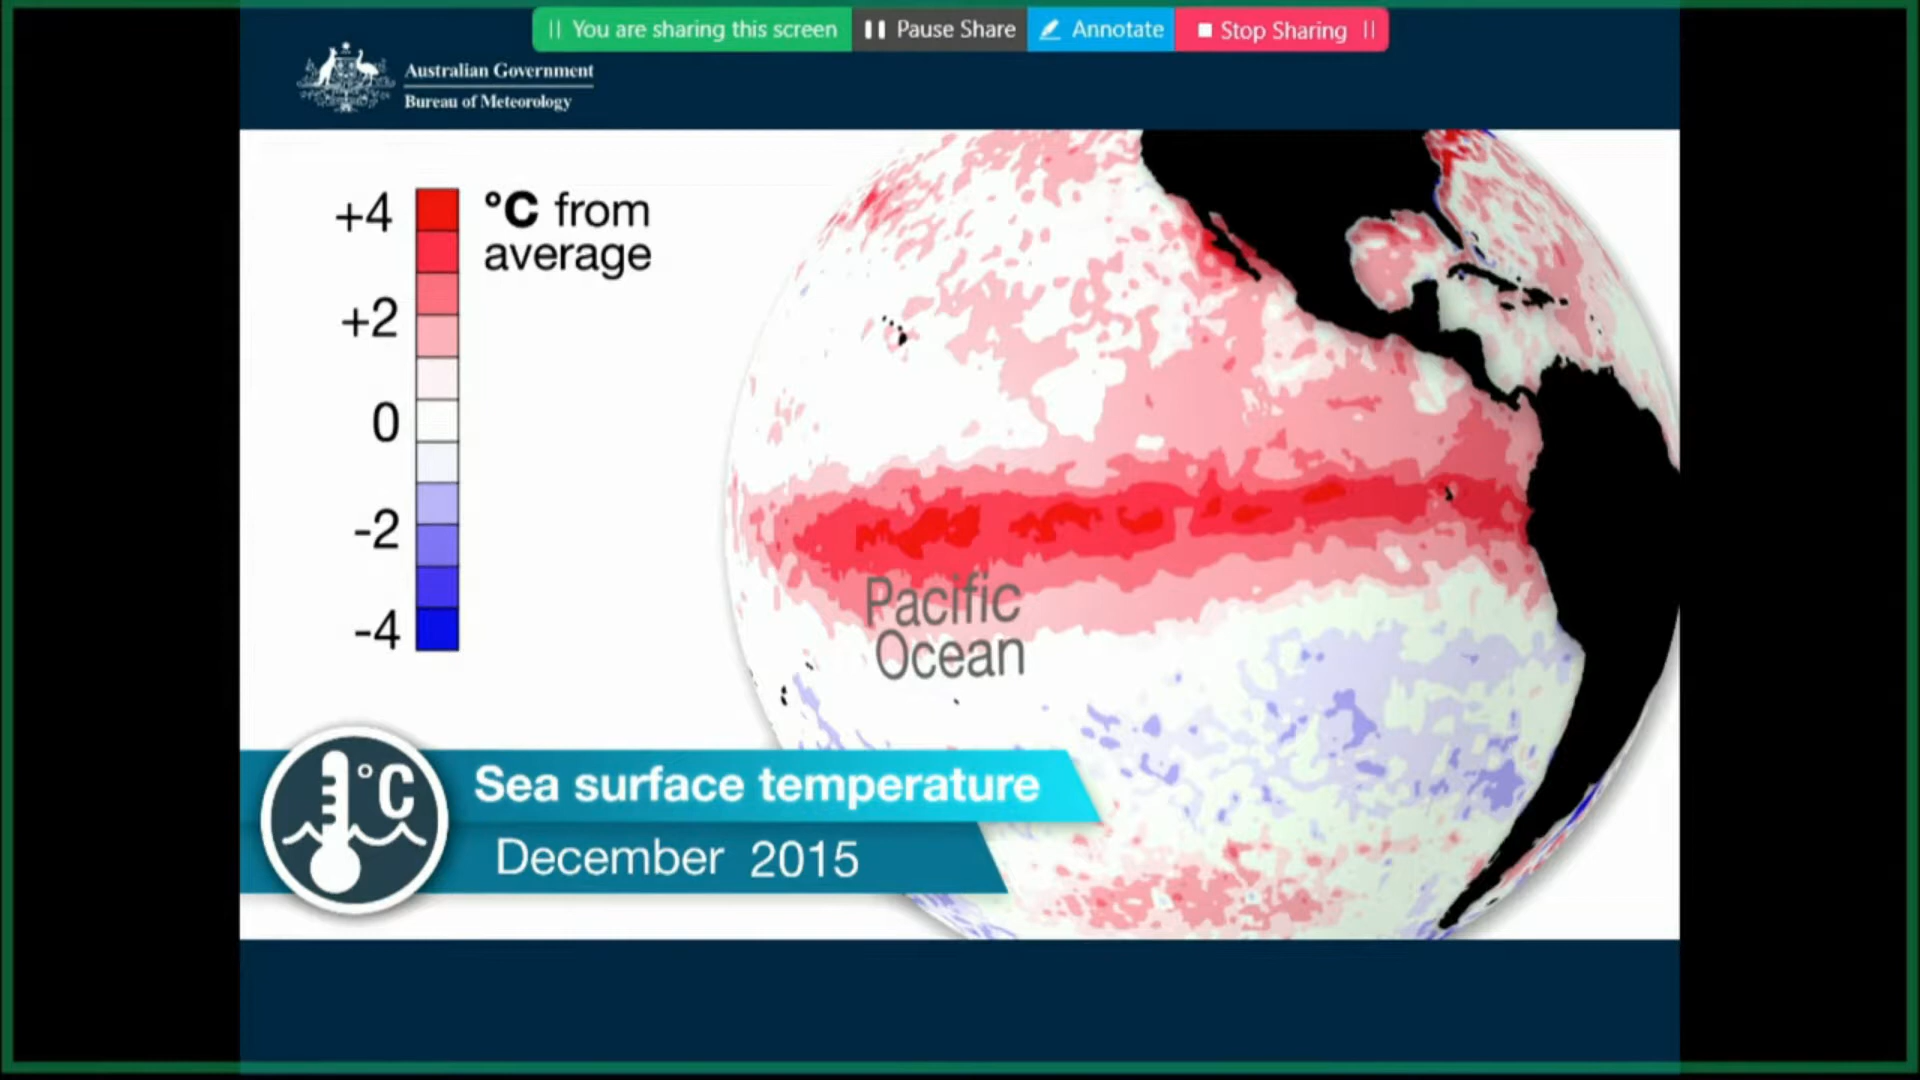 You are sharing this screen
Pause Share
Annotate
Stop Sharing
Australian Government
Bureau of Meteorology
°C from
average
+4
+2
0
-2
-4
Pacific
Ocean
°C
Sea surface temperature
December 2015